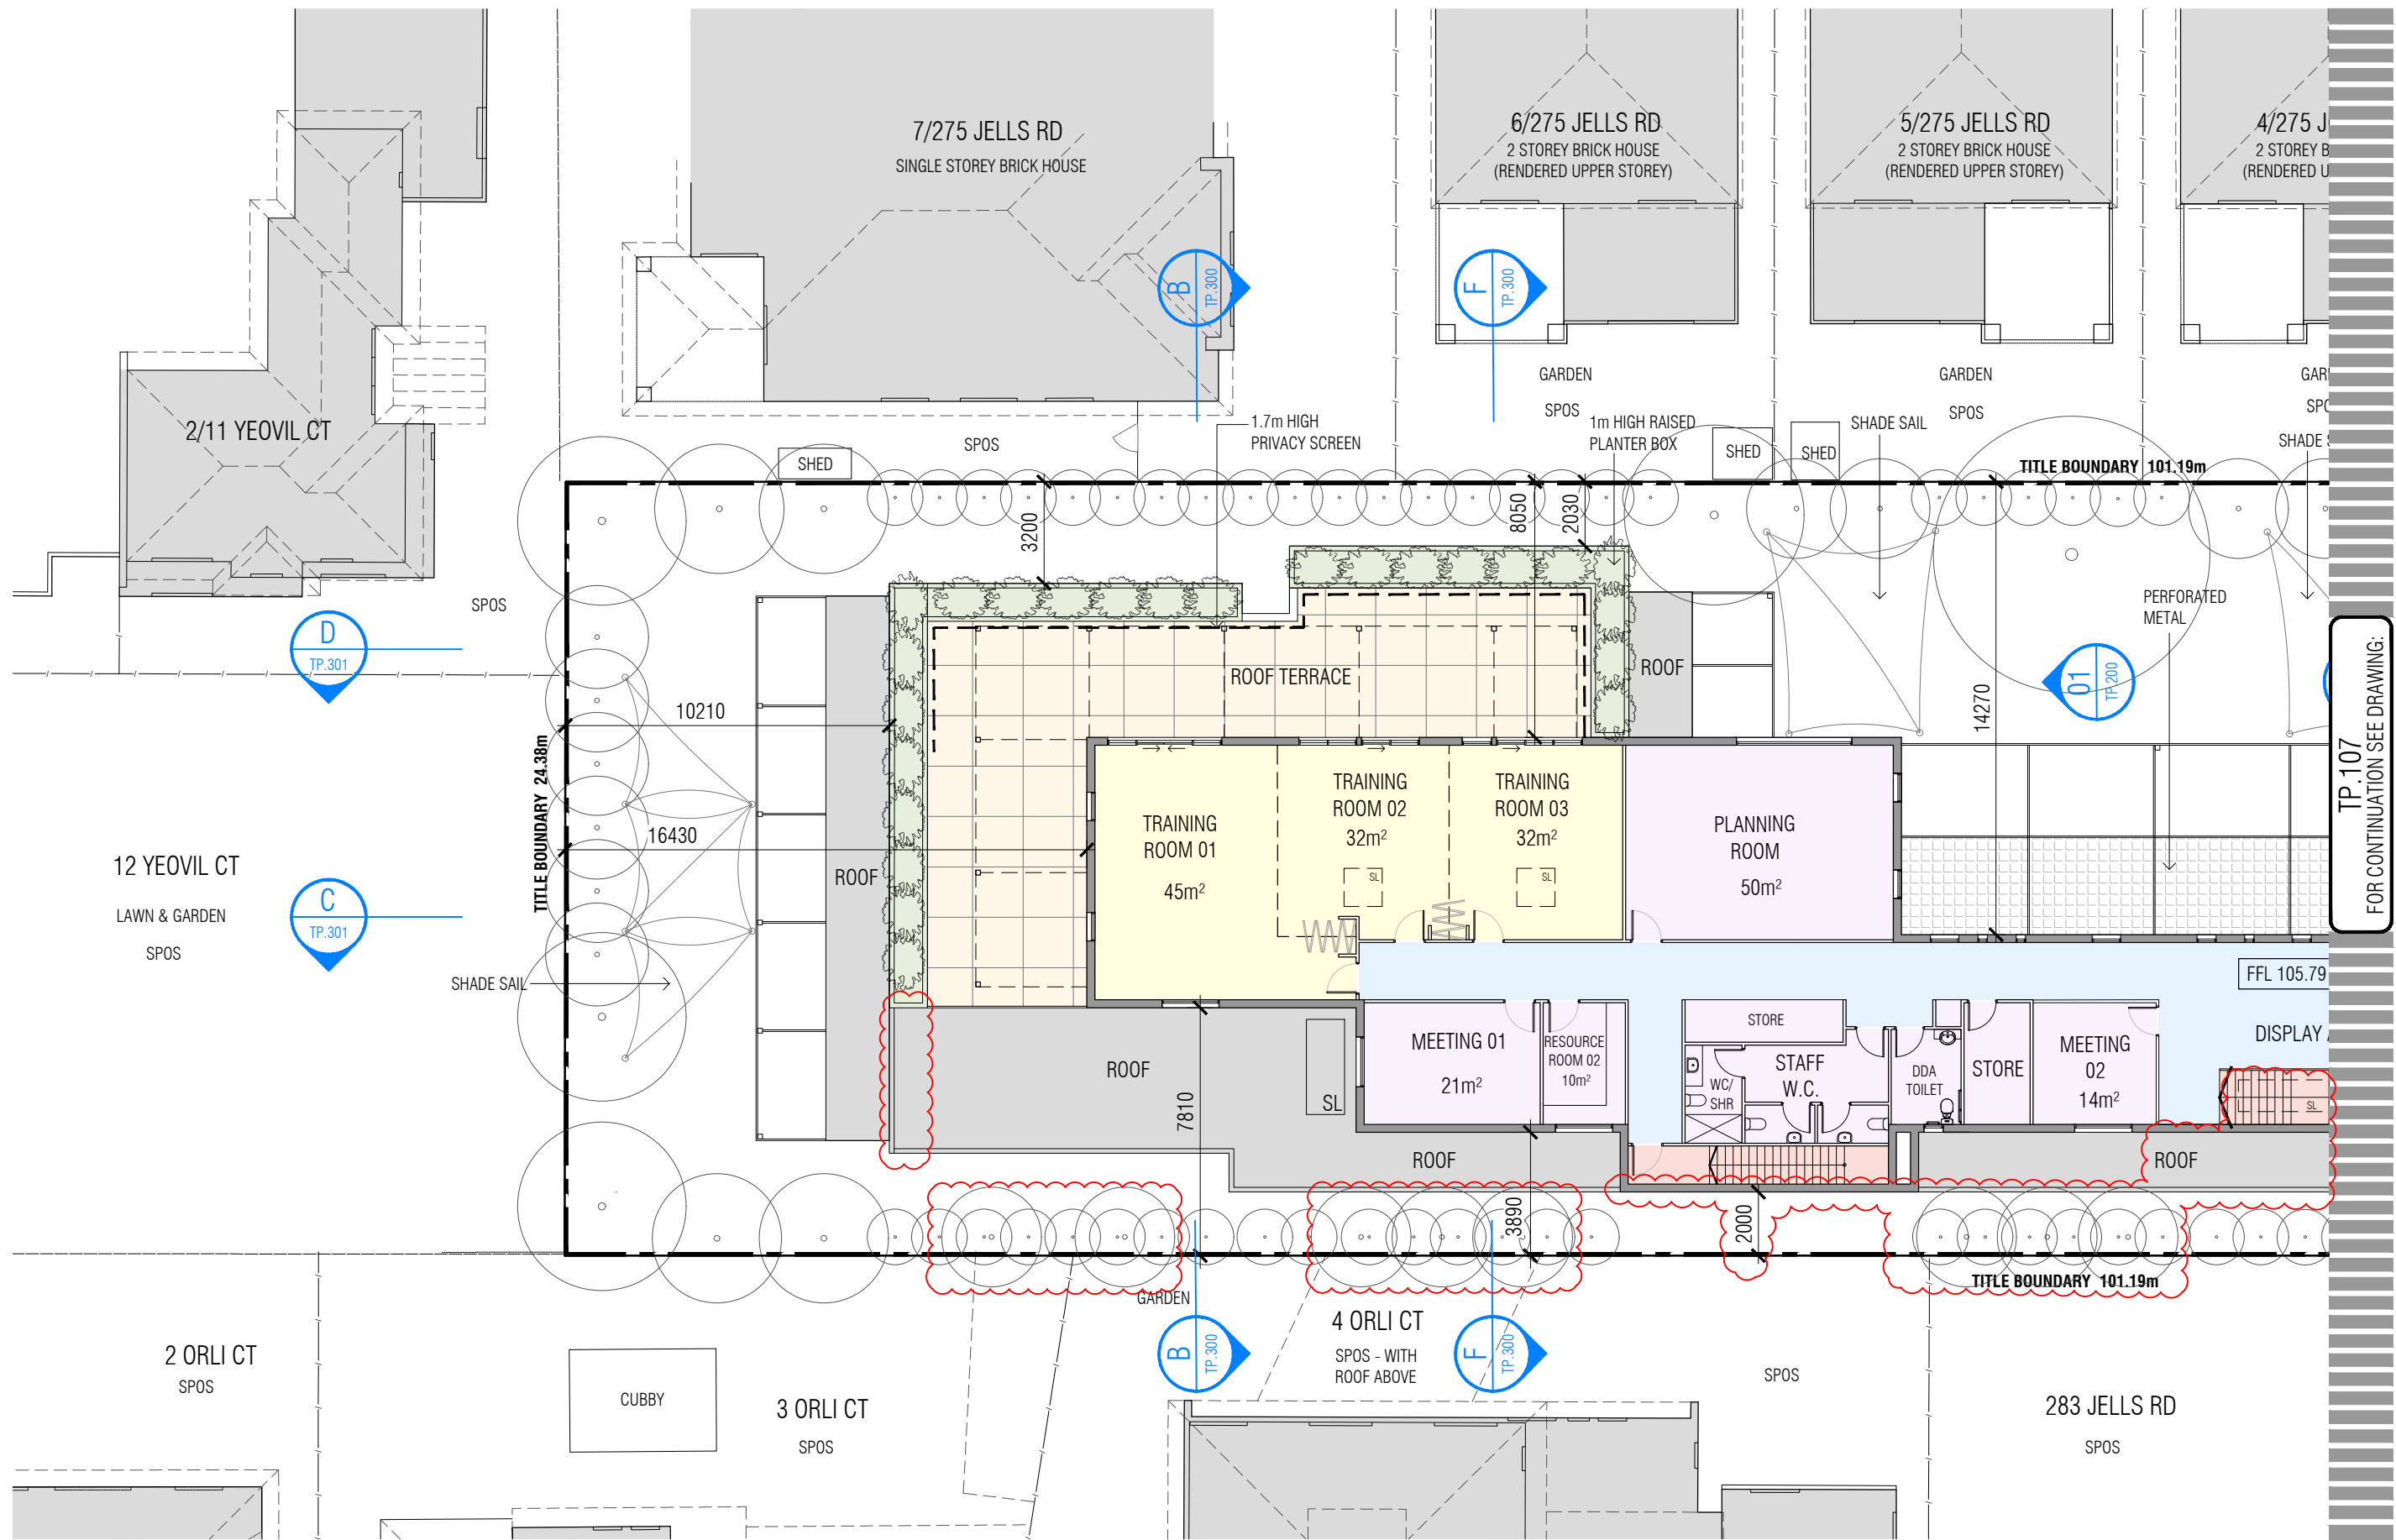 7/275 JELLS RD
SINGLE STOREY BRICK HOUSE
6/275 JELLS RD
2 STOREY BRICK HOUSE
(RENDERED UPPER STOREY)
5/275 JELLS RD
2 STOREY BRICK HOUSE
(RENDERED UPPER STOREY)
4/275 J
2 STOREY B
(RENDERED U
B
TP.300
F
TP.300
GARDEN
SPOS
GARDEN
SPOS
GAR
SPO
2/11 YEOVIL CT
SPOS
SHED
1.7m HIGH
PRIVACY SCREEN
1m HIGH RAISED
PLANTER BOX
SHED
SHED
SHADE SAIL
SHADE S
TITLE BOUNDARY 101.19m
3200
8050
2030
SPOS
D
TP.301
PERFORATED
METAL
ROOF TERRACE
ROOF
01
TP.200
14270
10210
TITLE BOUNDARY 24.38m
16430
TP.107
FOR CONTINUATION SEE DRAWING:
12 YEOVIL CT
LAWN & GARDEN
SPOS
C
TP.301
SHADE SAIL
ROOF
TRAINING
ROOM 01
45m²
TRAINING
ROOM 02
32m²
SL
TRAINING
ROOM 03
32m²
SL
PLANNING
ROOM
50m²
FFL 105.79
DISPLAY
ROOF
SL
7810
MEETING 01
21m²
RESOURCE
ROOM 02
10m²
STORE
STAFF
W.C.
WC/
SHR
DDA
TOILET
STORE
MEETING
02
14m²
SL
ROOF
ROOF
3890
2000
TITLE BOUNDARY 101.19m
GARDEN
B
TP.300
F
TP.300
4 ORLI CT
SPOS - WITH
ROOF ABOVE
SPOS
2 ORLI CT
SPOS
CUBBY
3 ORLI CT
SPOS
283 JELLS RD
SPOS